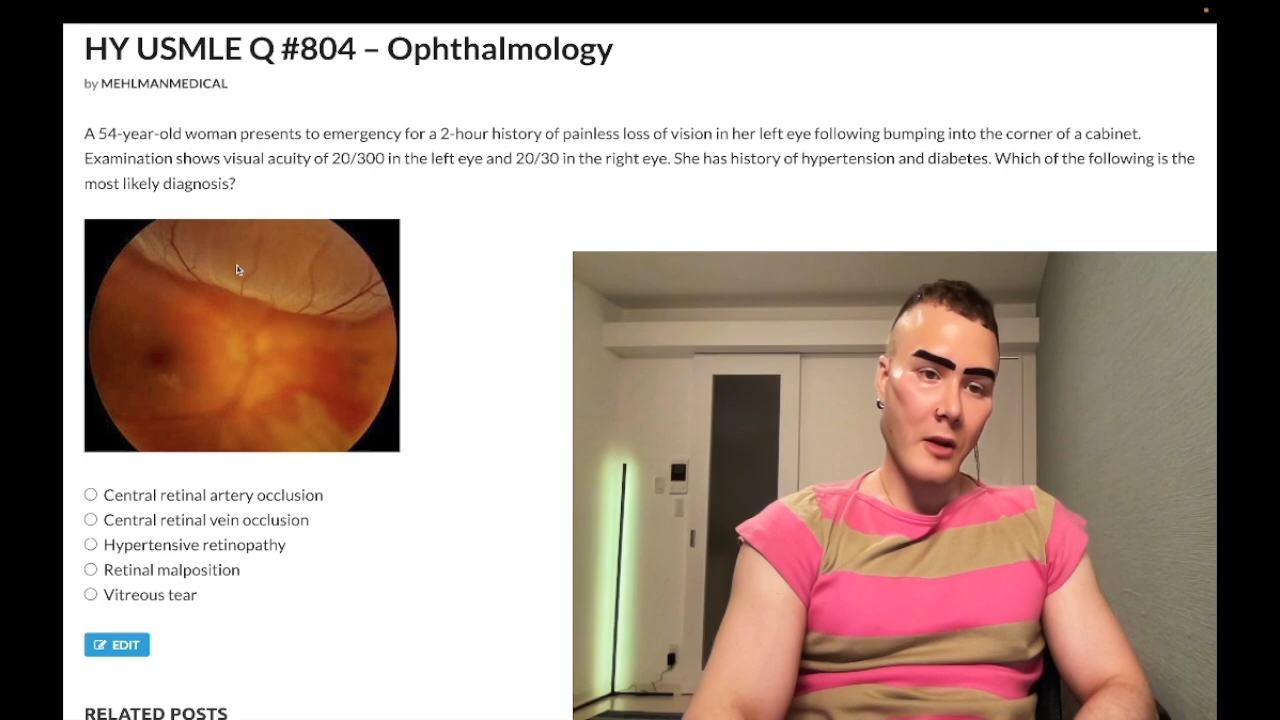 HY USMLE Q #804 – Ophthalmology
by MEHLMANMEDICAL
A 54-year-old woman presents to emergency for a 2-hour history of painless loss of vision in her left eye following bumping into the corner of a cabinet.
Examination shows visual acuity of 20/300 in the left eye and 20/30 in the right eye. She has history of hypertension and diabetes. Which of the following is the
most likely diagnosis?
Central retinal artery occlusion
Central retinal vein occlusion
Hypertensive retinopathy
Retinal malposition
Vitreous tear
EDIT
RELATED POSTS